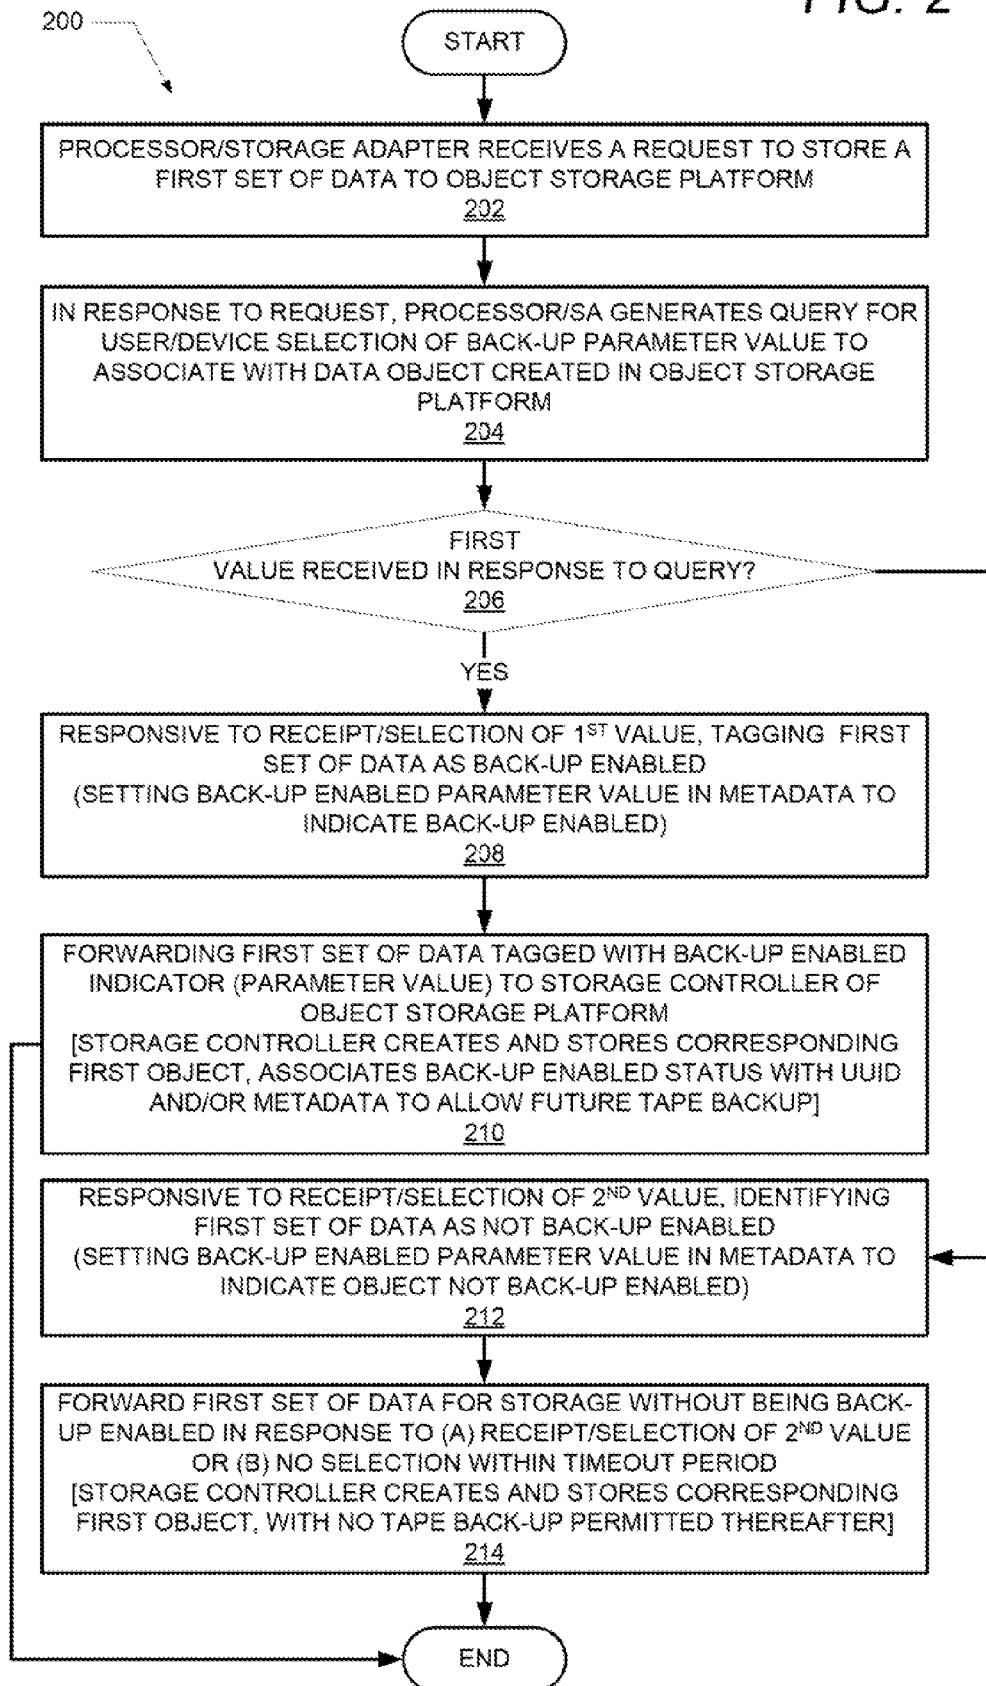 FIG. 2
200
START
PROCESSOR/STORAGE ADAPTER RECEIVES A REQUEST TO STORE A
FIRST SET OF DATA TO OBJECT STORAGE PLATFORM
202
IN RESPONSE TO REQUEST, PROCESSOR/SA GENERATES QUERY FOR
USER/DEVICE SELECTION OF BACK-UP PARAMETER VALUE TO
ASSOCIATE WITH DATA OBJECT CREATED IN OBJECT STORAGE
PLATFORM
204
FIRST
VALUE RECEIVED IN RESPONSE TO QUERY?
206
YES
RESPONSIVE TO RECEIPT/SELECTION OF 1ST VALUE, TAGGING FIRST
SET OF DATA AS BACK-UP ENABLED
(SETTING BACK-UP ENABLED PARAMETER VALUE IN METADATA TO
INDICATE BACK-UP ENABLED)
208
FORWARDING FIRST SET OF DATA TAGGED WITH BACK-UP ENABLED
INDICATOR (PARAMETER VALUE) TO STORAGE CONTROLLER OF
OBJECT STORAGE PLATFORM
[STORAGE CONTROLLER CREATES AND STORES CORRESPONDING
FIRST OBJECT, ASSOCIATES BACK-UP ENABLED STATUS WITH UUID
AND/OR METADATA TO ALLOW FUTURE TAPE BACKUP]
210
RESPONSIVE TO RECEIPT/SELECTION OF 2ND VALUE, IDENTIFYING
FIRST SET OF DATA AS NOT BACK-UP ENABLED
(SETTING BACK-UP ENABLED PARAMETER VALUE IN METADATA TO
INDICATE OBJECT NOT BACK-UP ENABLED)
212
FORWARD FIRST SET OF DATA FOR STORAGE WITHOUT BEING BACK-
UP ENABLED IN RESPONSE TO (A) RECEIPT/SELECTION OF 2ND VALUE
OR (B) NO SELECTION WITHIN TIMEOUT PERIOD
[STORAGE CONTROLLER CREATES AND STORES CORRESPONDING
FIRST OBJECT, WITH NO TAPE BACK-UP PERMITTED THEREAFTER]
214
END